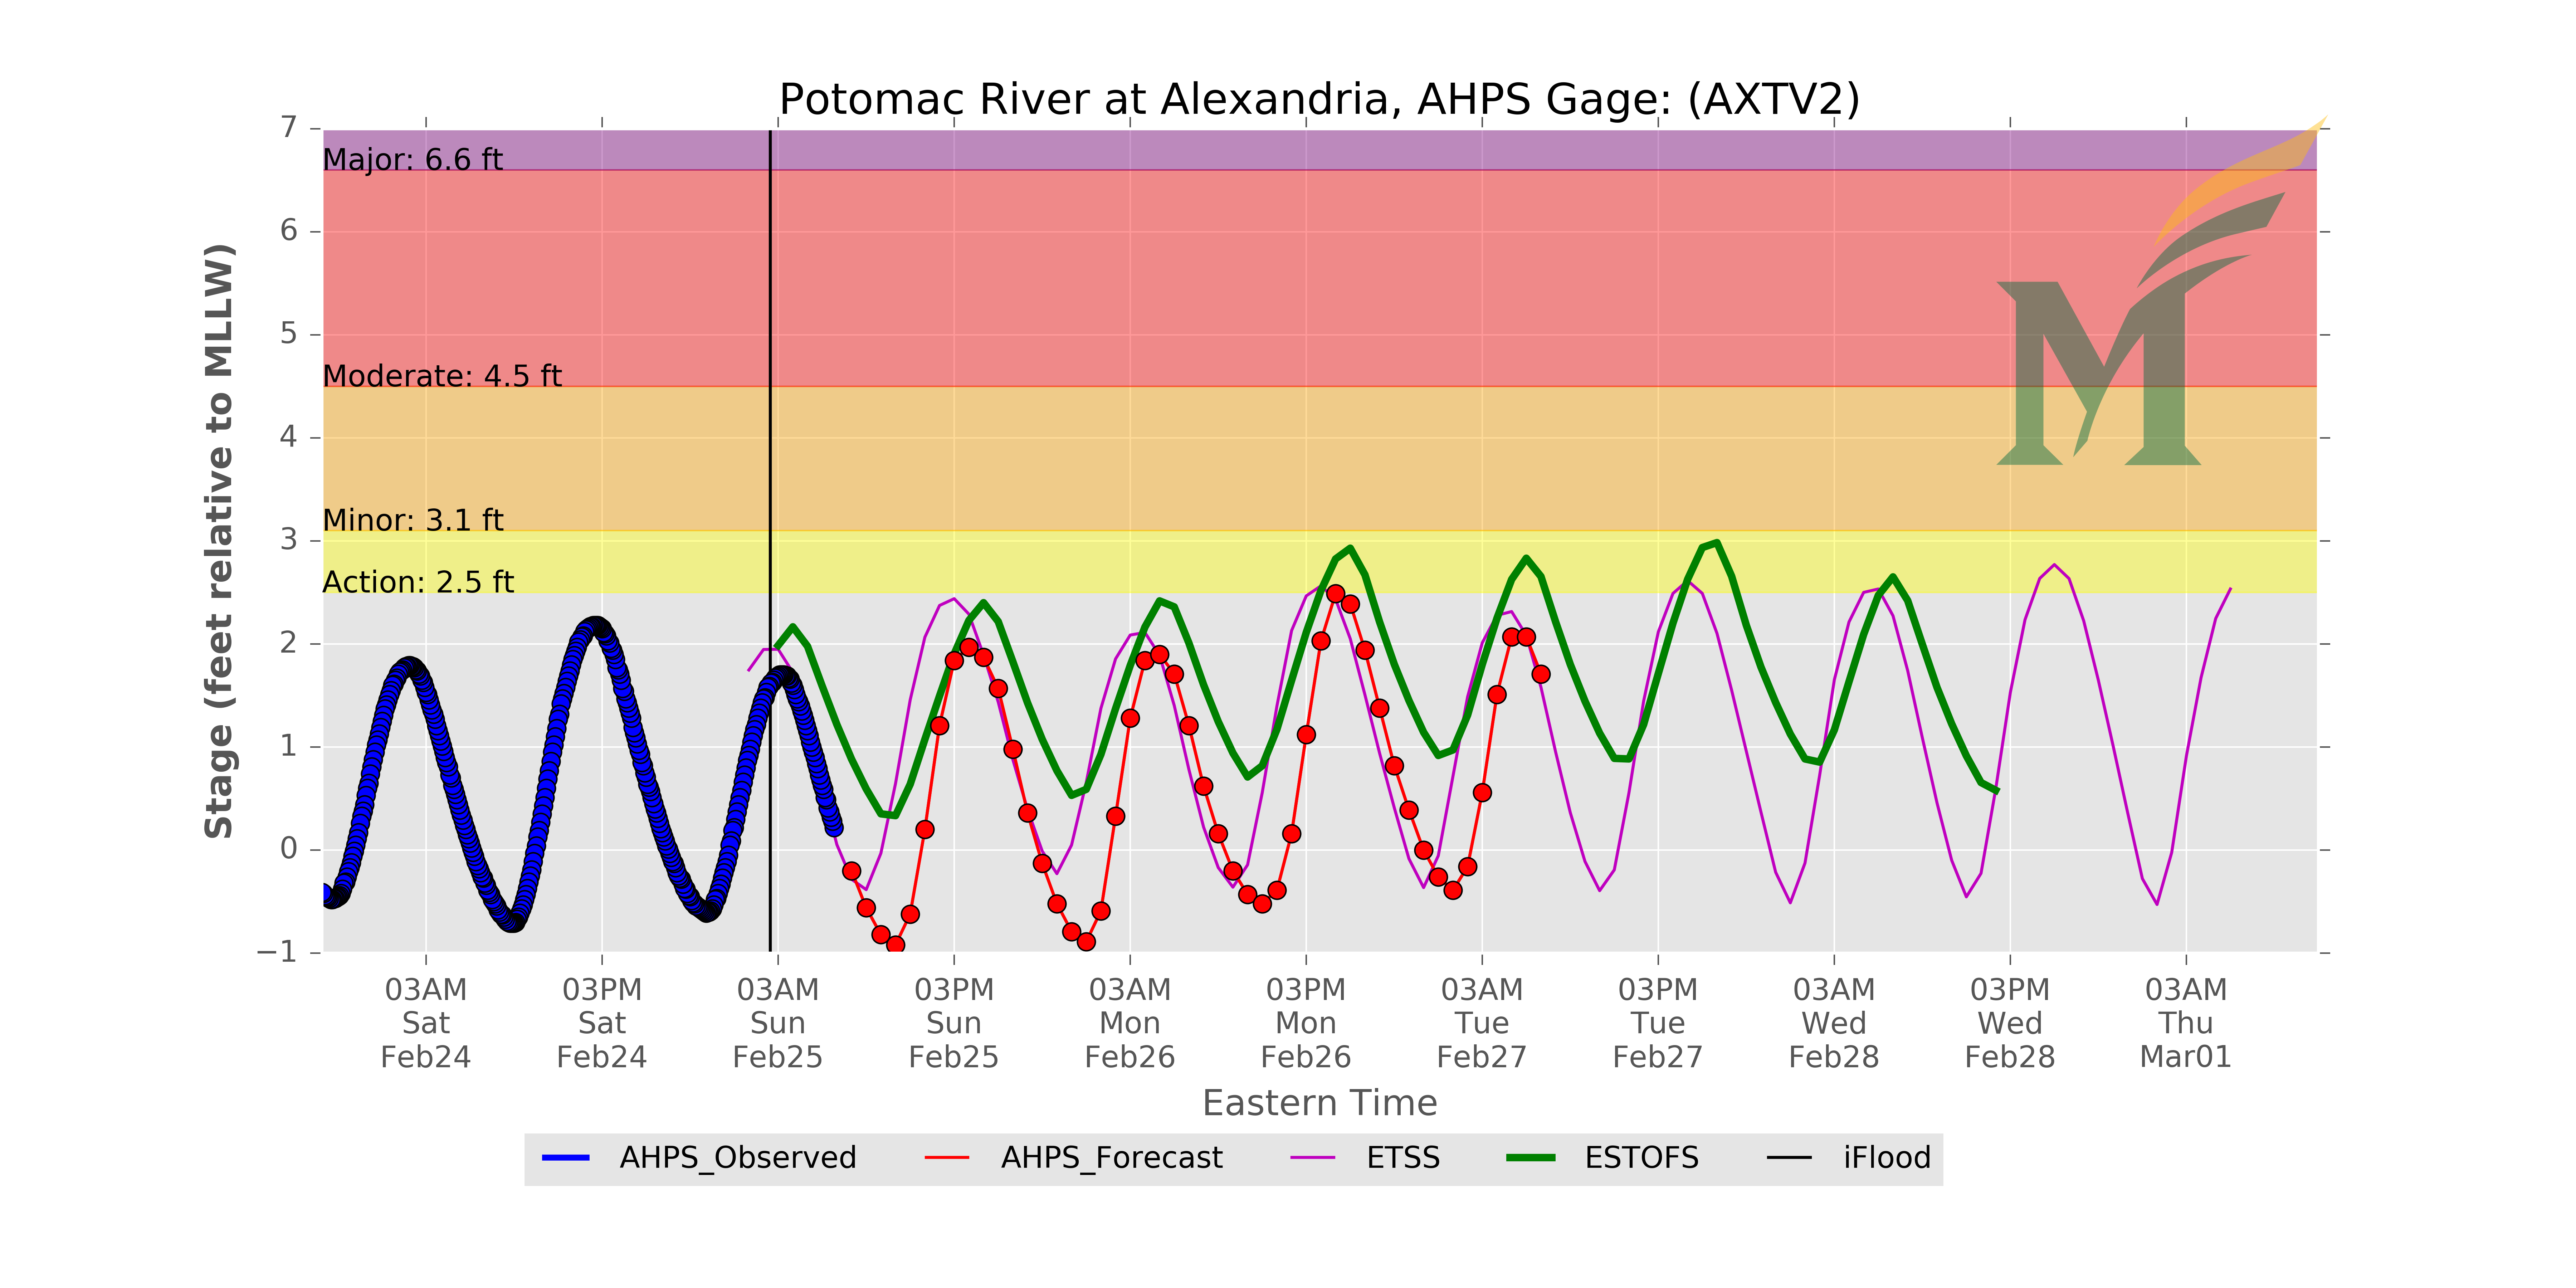 Potomac River at Alexandria, AHPS Gage: (AXTV2)
Stage (feet relative to MLLW)
7
6
5
4
3
2
1
0
−1
Major: 6.6 ft
Moderate: 4.5 ft
Minor: 3.1 ft
Action: 2.5 ft
M
03AM
Sat
Feb24
03PM
Sat
Feb24
03AM
Sun
Feb25
03PM
Sun
Feb25
03AM
Mon
Feb26
03PM
Mon
Feb26
03AM
Tue
Feb27
03PM
Tue
Feb27
03AM
Wed
Feb28
03PM
Wed
Feb28
03AM
Thu
Mar01
Eastern Time
AHPS_Observed
AHPS_Forecast
ETSS
ESTOFS
iFlood